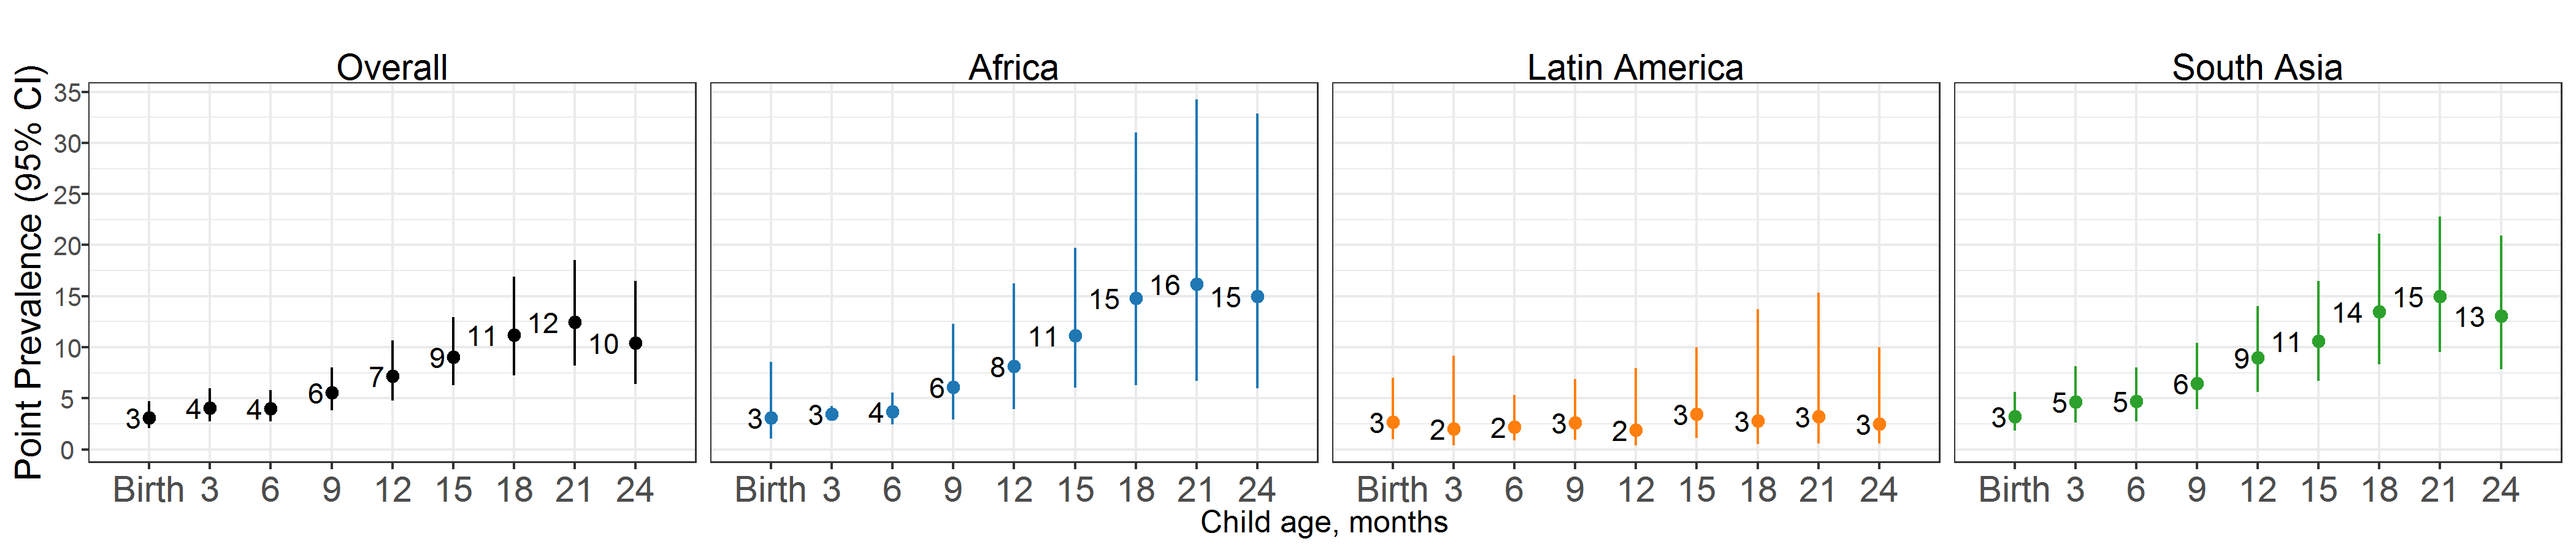 Overall Africa Latin America South Asia
Point Prevalence (95% CI)
35
30
25
20
15
10
5
0
3 4 4 6 7 9 11 12 10
3 3 4 6 8 11 15 16 15
3 2 2 3 2 3 3 3 3
3 5 5 6 9 11 14 15 13
Birth 3 6 9 12 15 18 21 24 Birth 3 6 9 12 15 18 21 24 Birth 3 6 9 12 15 18 21 24 Birth 3 6 9 12 15 18 21 24
Child age, months